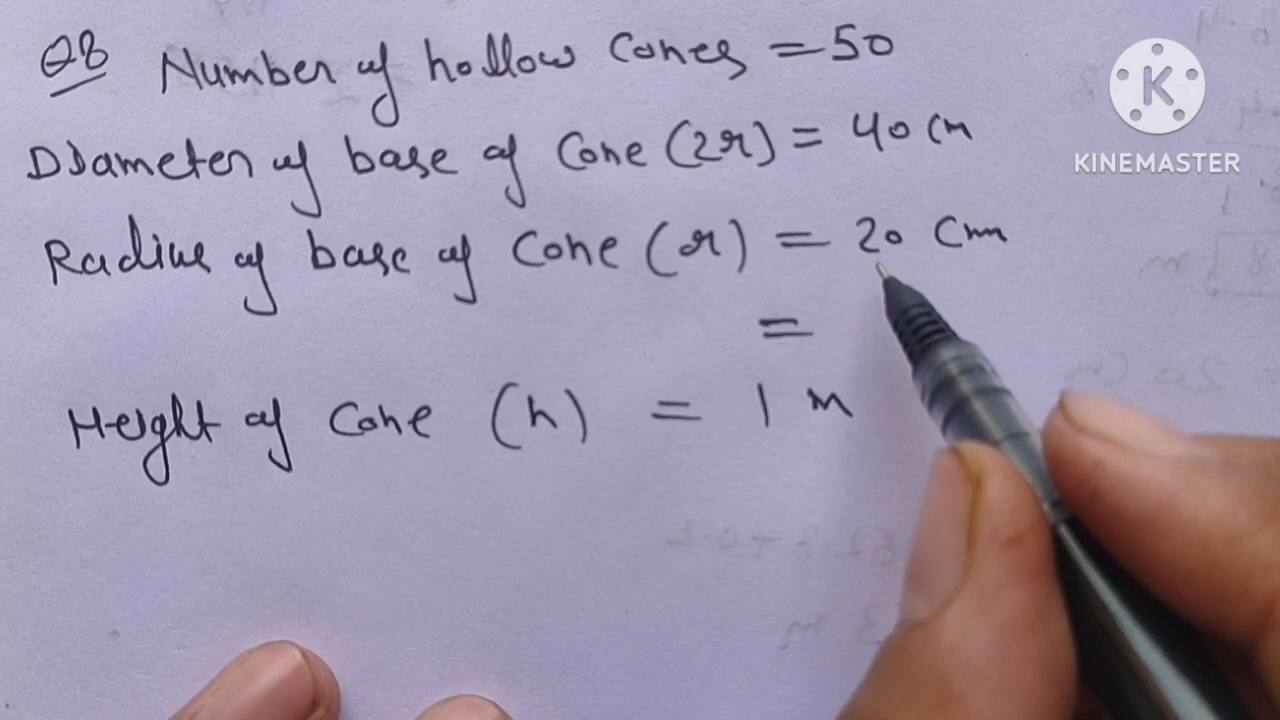 Q8 Number of hollow Cones = 50
K
KINEMASTER
Diameter of base of Cone (2r) = 40 cm
Radius of base of Cone (r) = 20 Cm
=
Height of Cone (h) = 1 m